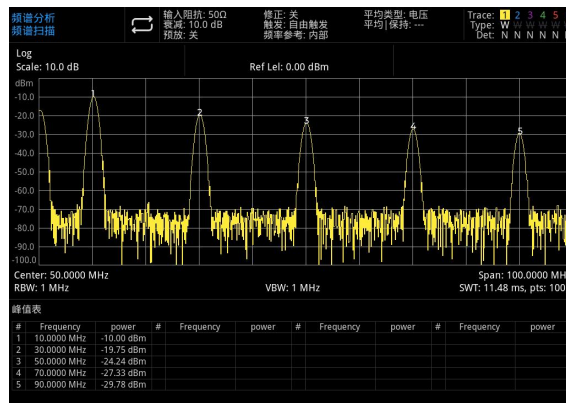 频谱分析
频谱扫描
输入阻抗: 50Ω
衰减: 10.0 dB
预放: 关
修正: 关
触发: 自由触发
频率参考: 内部
平均类型: 电压
平均|保持: ---
Trace: 1 2 3 4 5
Type: W W W W W
Det: N N N N N
Log
Scale: 10.0 dB
Ref Lel: 0.00 dBm
dBm
-10.0
-20.0
-30.0
-40.0
-50.0
-60.0
-70.0
-80.0
-90.0
-100.0
1
2
3
4
5
Center: 50.0000 MHz
Span: 100.0000 MH
RBW: 1 MHz
VBW: 1 MHz
SWT: 11.48 ms, pts: 100
峰值表
# Frequency power # Frequency power # Frequency power # Frequency power
1 10.0000 MHz -10.00 dBm
2 30.0000 MHz -19.75 dBm
3 50.0000 MHz -24.24 dBm
4 70.0000 MHz -27.33 dBm
5 90.0000 MHz -29.78 dBm